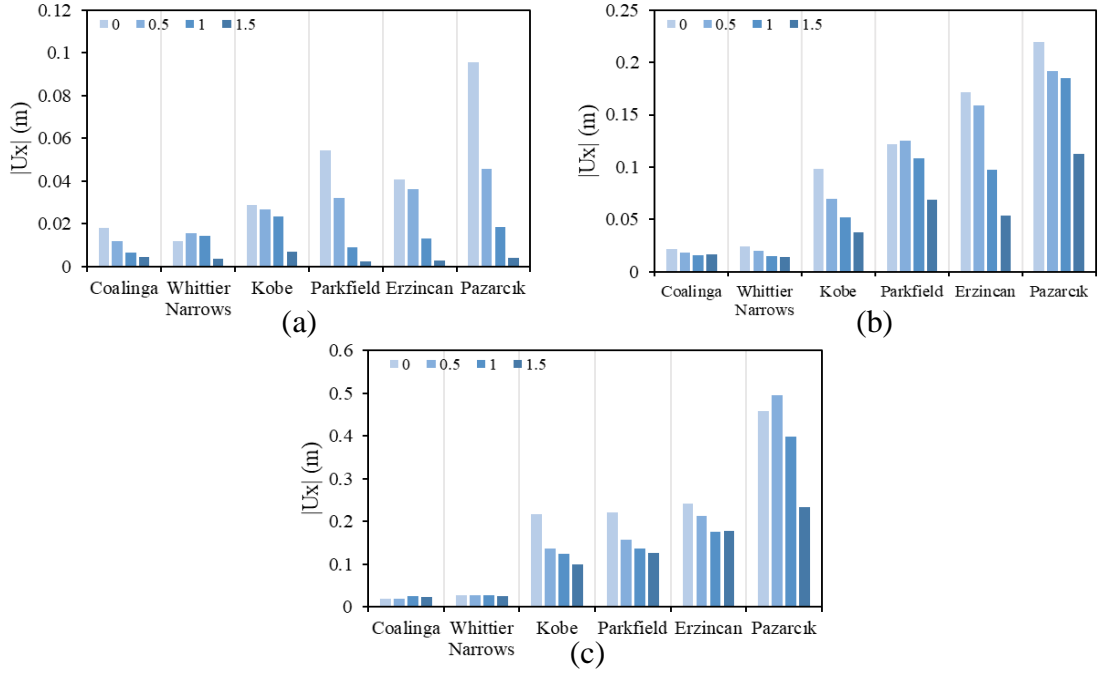 0 0.5 1 1.5
|Ux| (m)
0.12
0.1
0.08
0.06
0.04
0.02
0
Coalinga Whittier Narrows Kobe Parkfield Erzincan Pazarcık
(a)
0 0.5 1 1.5
|Ux| (m)
0.25
0.2
0.15
0.1
0.05
0
Coalinga Whittier Narrows Kobe Parkfield Erzincan Pazarcık
(b)
0 0.5 1 1.5
|Ux| (m)
0.6
0.5
0.4
0.3
0.2
0.1
0
Coalinga Whittier Narrows Kobe Parkfield Erzincan Pazarcık
(c)